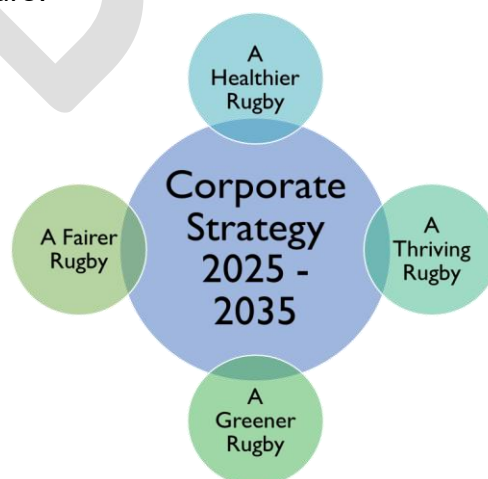 A
Healthier
Rugby
Corporate
Strategy
2025 -
2035
A Fairer
Rugby
A
Thriving
Rugby
A
Greener
Rugby